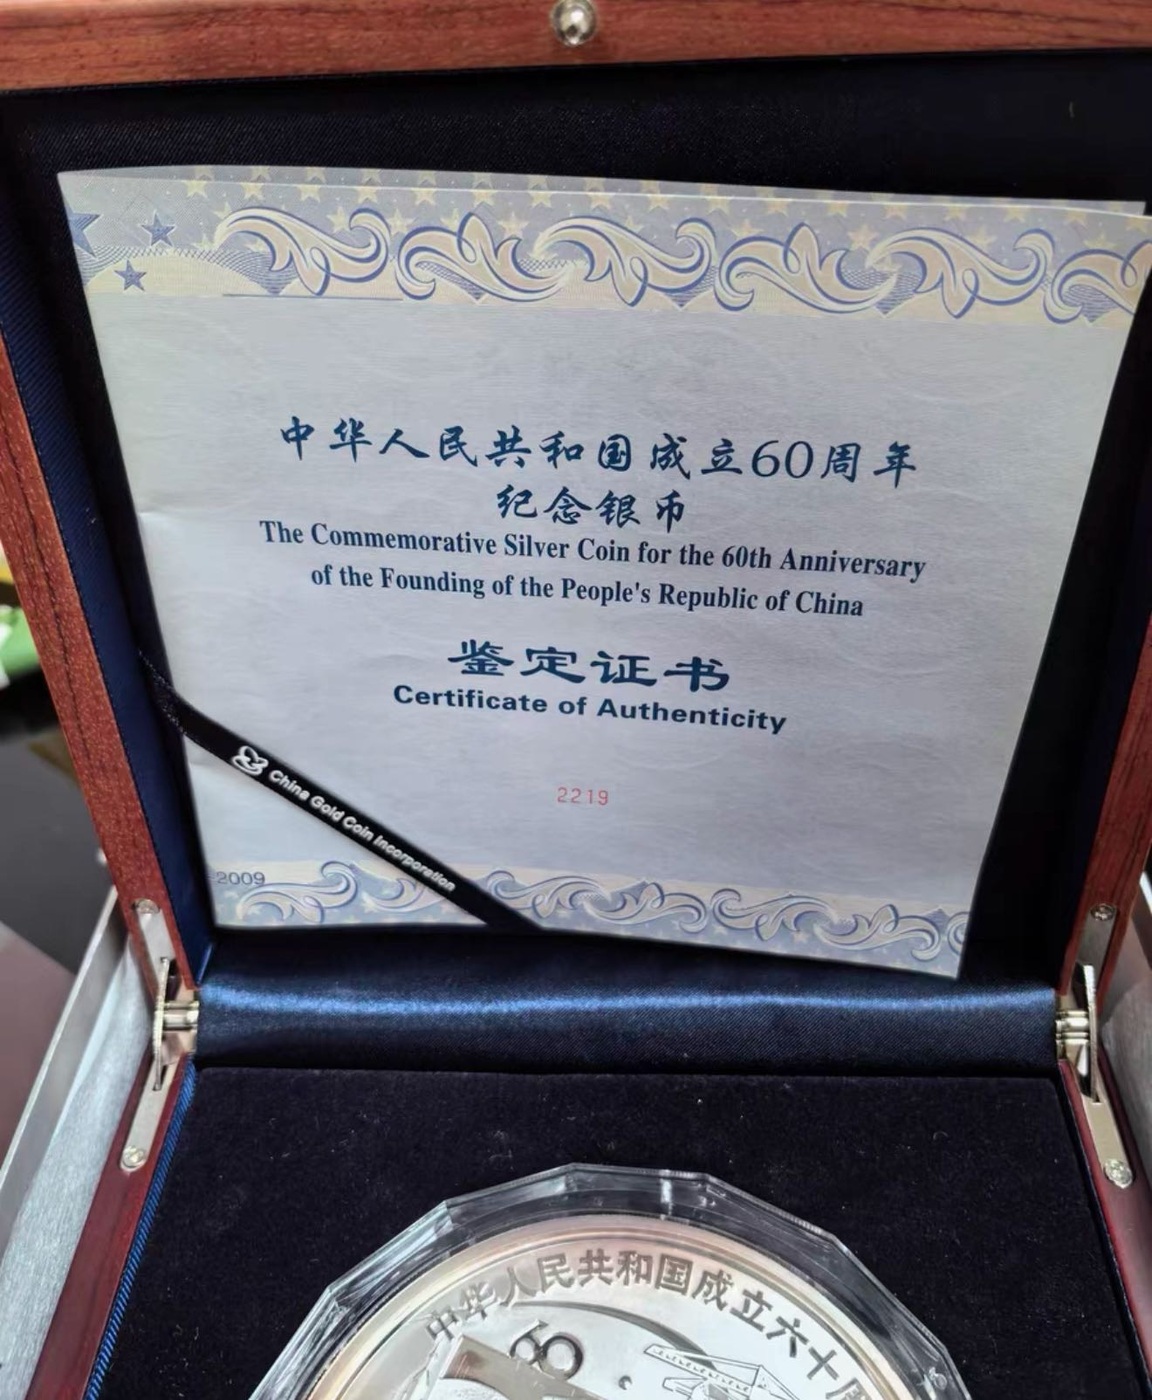 中华人民共和国成立60周年
纪念银币
The Commemorative Silver Coin for the 60th Anniversary
of the Founding of the People's Republic of China
鉴定证书
Certificate of Authenticity
2219
China Gold Coin Incorporation
2009
中华人民共和国成立六十周
60